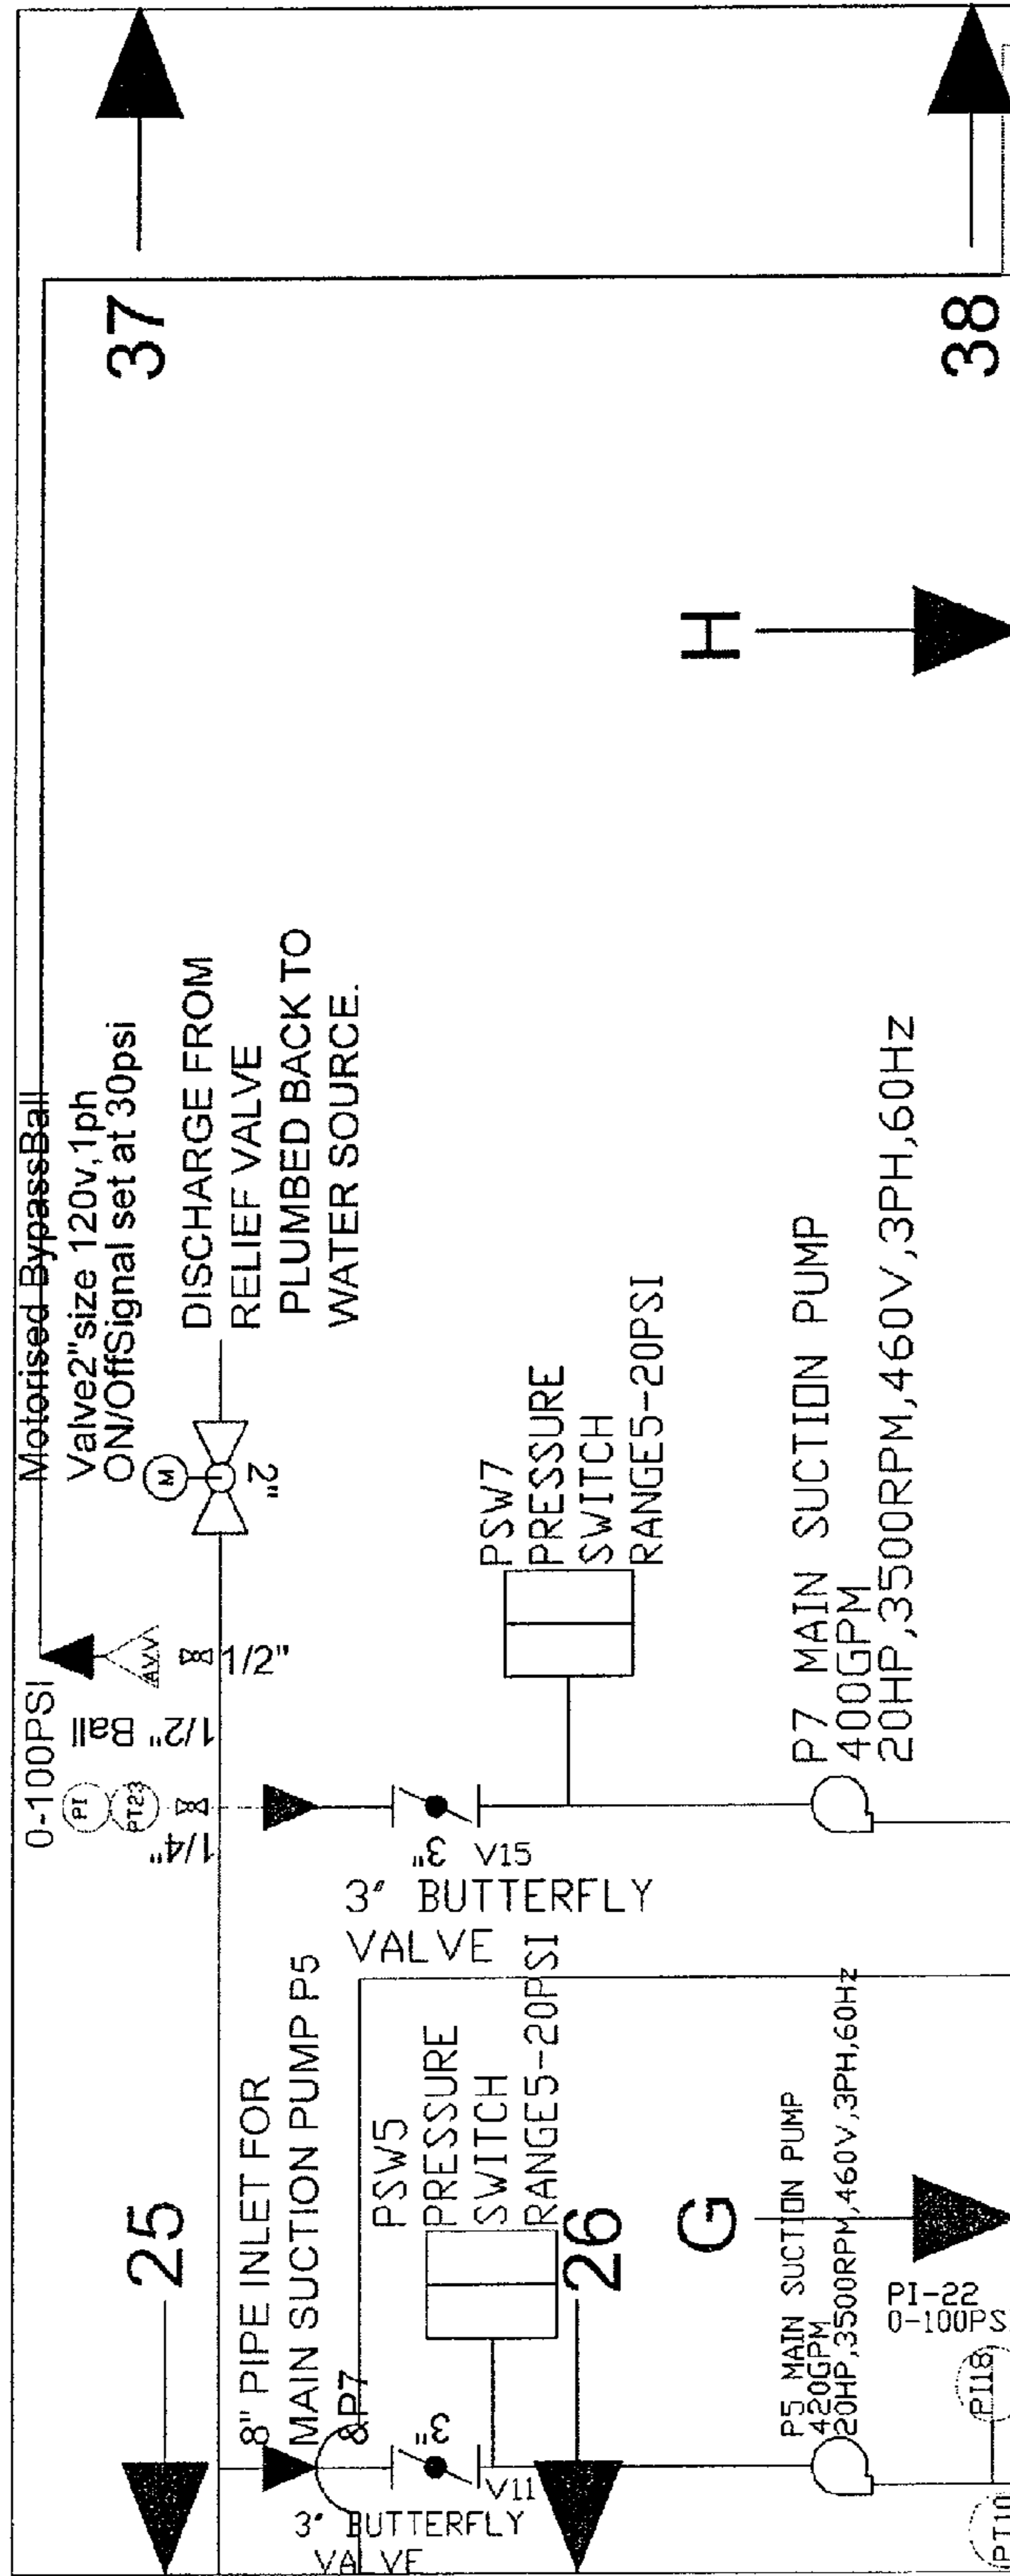 37
38
H
Motorised BypassBall
Valve2"size 120v,1ph
ON/OffSignal set at 30psi
M
2"
DISCHARGE FROM
RELIEF VALVE
PLUMBED BACK TO
WATER SOURCE.
0-100PSI
AVV
1/2"
1/2" Ball
PI
PT23
1/4"
PSW7
PRESSURE
SWITCH
RANGE5-20PSI
3"
V15
3" BUTTERFLY
VALVE
P7 MAIN SUCTION PUMP
400GPM
20HP,3500RPM,460V,3PH,60Hz
25
8" PIPE INLET FOR
MAIN SUCTION PUMP P5
&P7
PSW5
PRESSURE
SWITCH
RANGE5-20PSI
26
3"
V11
3" BUTTERFLY
VALVE
G
P5 MAIN SUCTION PUMP
420GPM
20HP,3500RPM,460V,3PH,60Hz
PI-22
0-100PSI
PI18
PT10